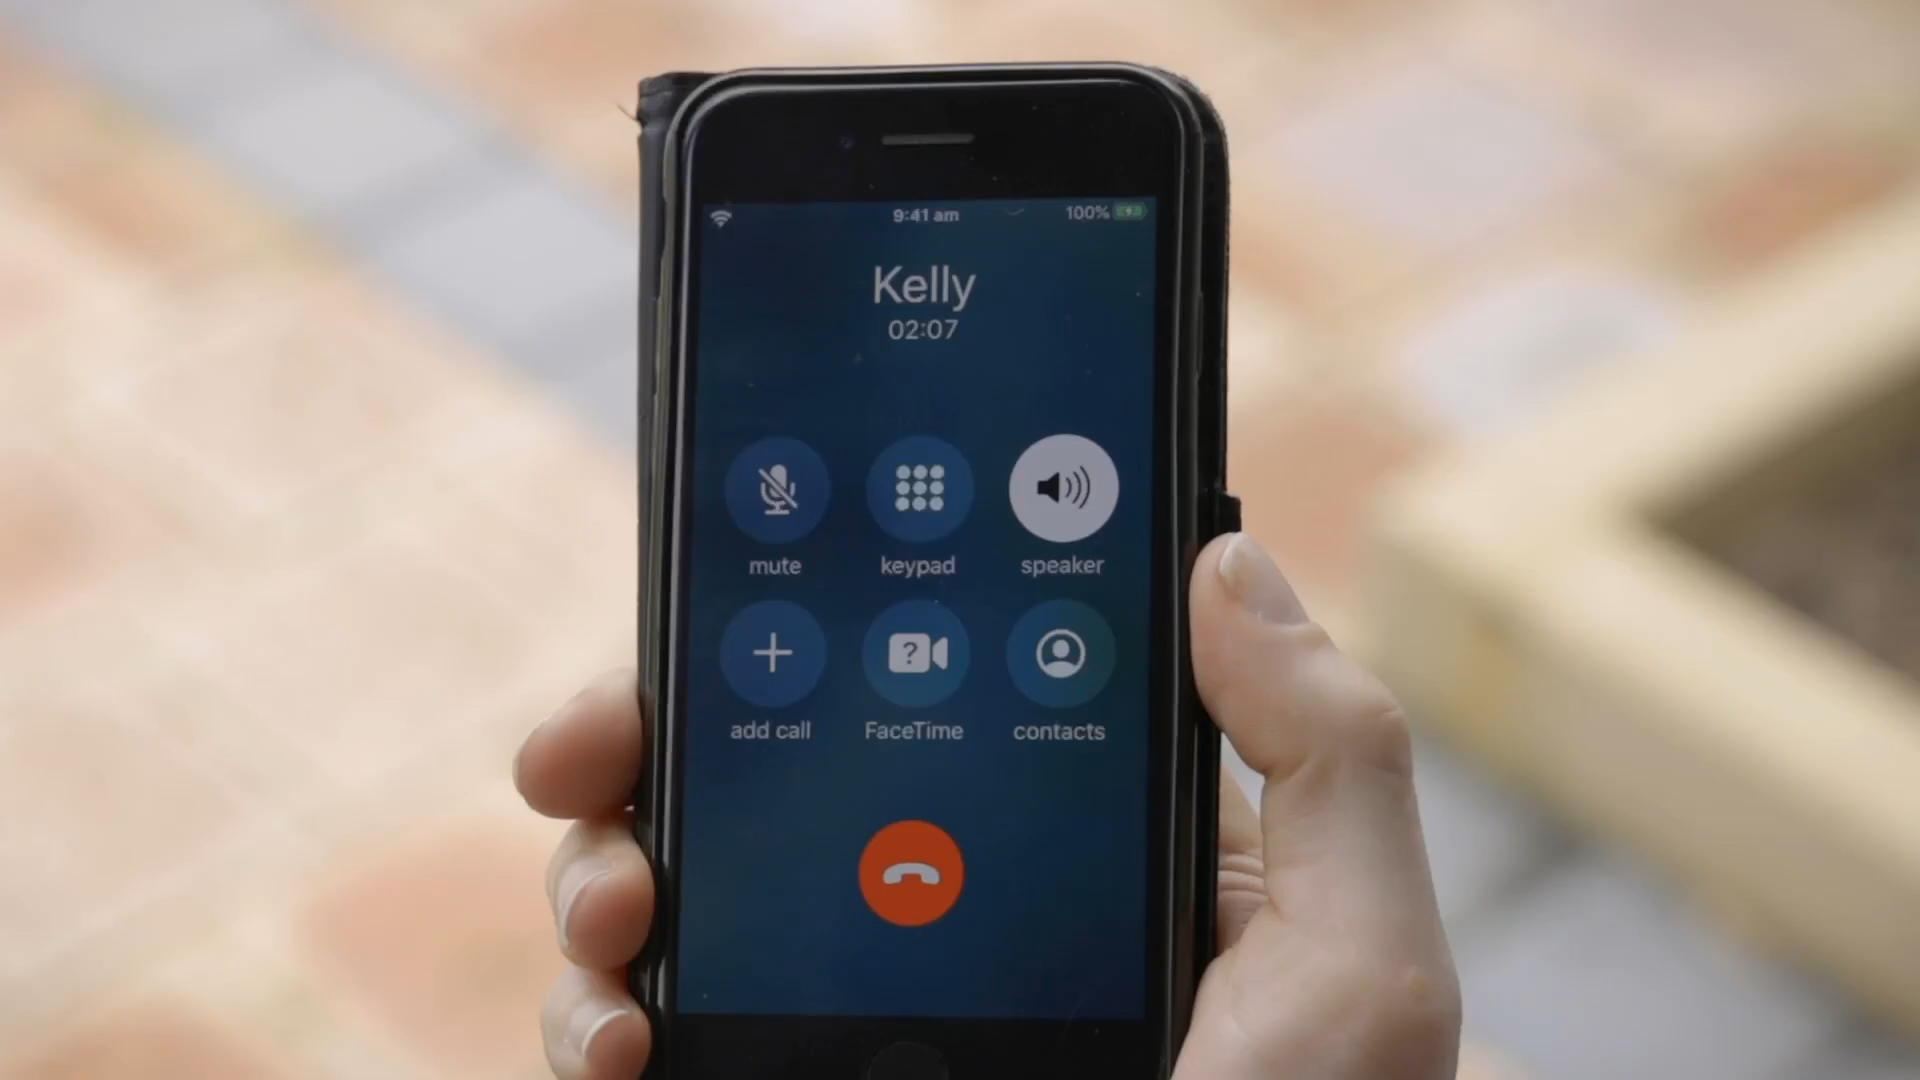 9:41 am 100%
Kelly
02:07
mute keypad speaker
?
add call FaceTime contacts